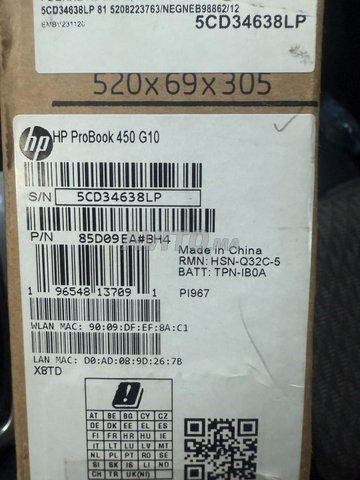 5CD34638LP 81 5208223763/NEGNEB98862/12
5CD34638LP
EMBV231120
520x69x305
hp HP ProBook 450 G10
S/N 5CD34638LP
P/N 85D09EA#BH4
Made in China
RMN: HSN-Q32C-5
BATT: TPN-IB0A
1 96548 13709 1
PI967
WLAN MAC: 90:09:DF:EF:8A:C1
LAN MAC: D0:AD:08:9D:26:7B
X8TD
AT BE BG CY CZ
DE DK EE EL ES
FI FR HR HU IE
IT LT LU LV MT
NL PL PT RO SE
SI SK IS LI NO
CH TR UK(NI)